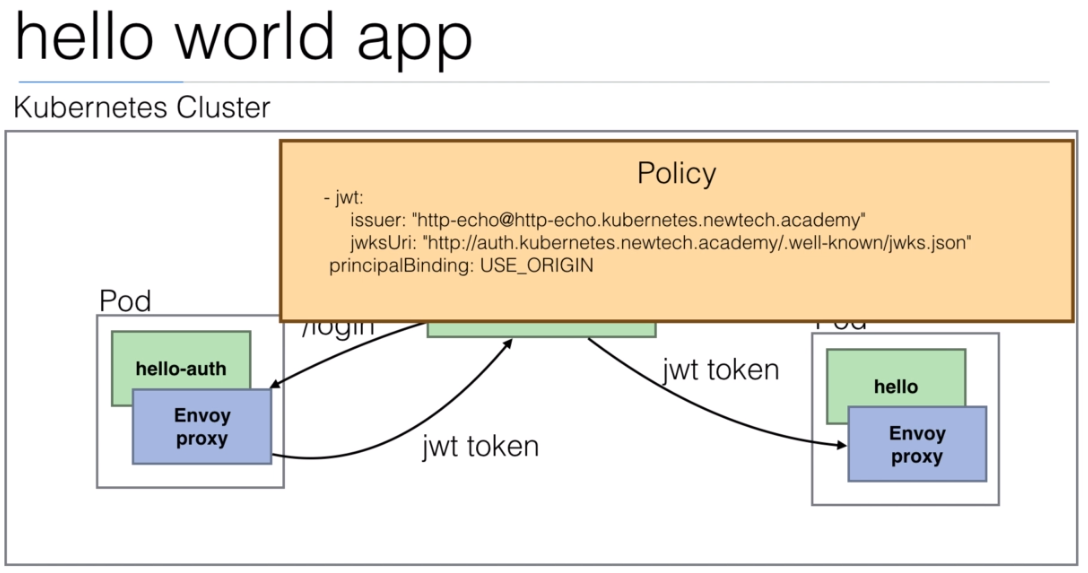 hello world app
Kubernetes Cluster
Policy
- jwt:
issuer: "http-echo@http-echo.kubernetes.newtech.academy"
jwksUri: "http://auth.kubernetes.newtech.academy/.well-known/jwks.json"
principalBinding: USE_ORIGIN
Pod
/login
Pod
hello-auth
Envoy
proxy
jwt token
jwt token
hello
Envoy
proxy